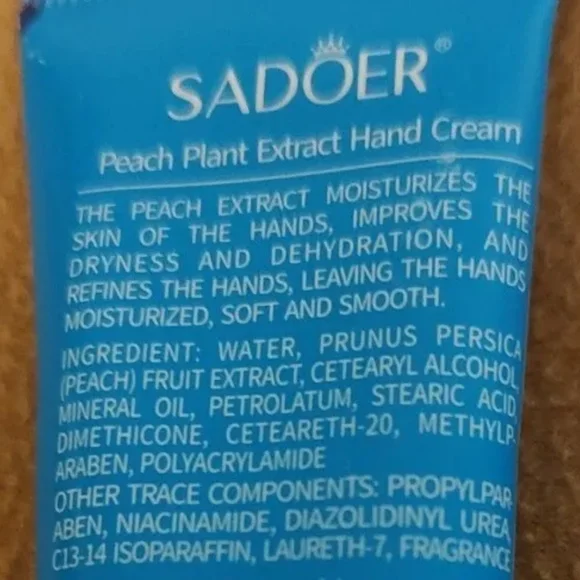 SADOER®
Peach Plant Extract Hand Cream
THE PEACH EXTRACT MOISTURIZES THE
SKIN OF THE HANDS, IMPROVES THE
DRYNESS AND DEHYDRATION, AND
REFINES THE HANDS, LEAVING THE HANDS
MOISTURIZED, SOFT AND SMOOTH.
INGREDIENT: WATER, PRUNUS PERSICA
(PEACH) FRUIT EXTRACT, CETEARYL ALCOHOL,
MINERAL OIL, PETROLATUM, STEARIC ACID,
DIMETHICONE, CETEARETH-20, METHYLP-
ARABEN, POLYACRYLAMIDE
OTHER TRACE COMPONENTS: PROPYLPAR-
ABEN, NIACINAMIDE, DIAZOLIDINYL UREA,
C13-14 ISOPARAFFIN, LAURETH-7, FRAGRANCE